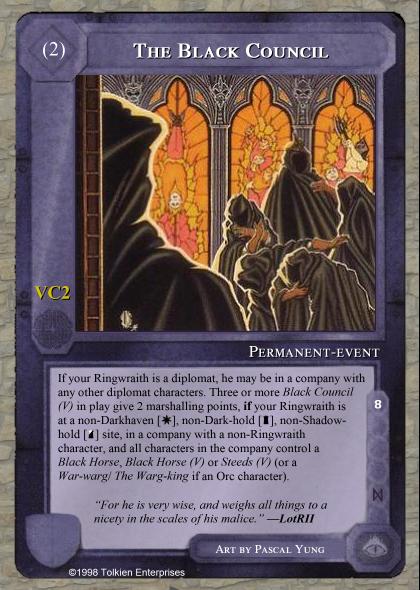 (2)
THE BLACK COUNCIL
VC2
PERMANENT-EVENT
If your Ringwraith is a diplomat, he may be in a company with
any other diplomat characters. Three or more Black Council
(V) in play give 2 marshalling points, if your Ringwraith is
at a non-Darkhaven [☀], non-Dark-hold [▮], non-Shadow-
hold [◢] site, in a company with a non-Ringwraith
character, and all characters in the company control a
Black Horse, Black Horse (V) or Steeds (V) (or a
War-warg/ The Warg-king if an Orc character).
8
“For he is very wise, and weighs all things to a
nicety in the scales of his malice.” —LotRII
ART BY PASCAL YUNG
©1998 Tolkien Enterprises